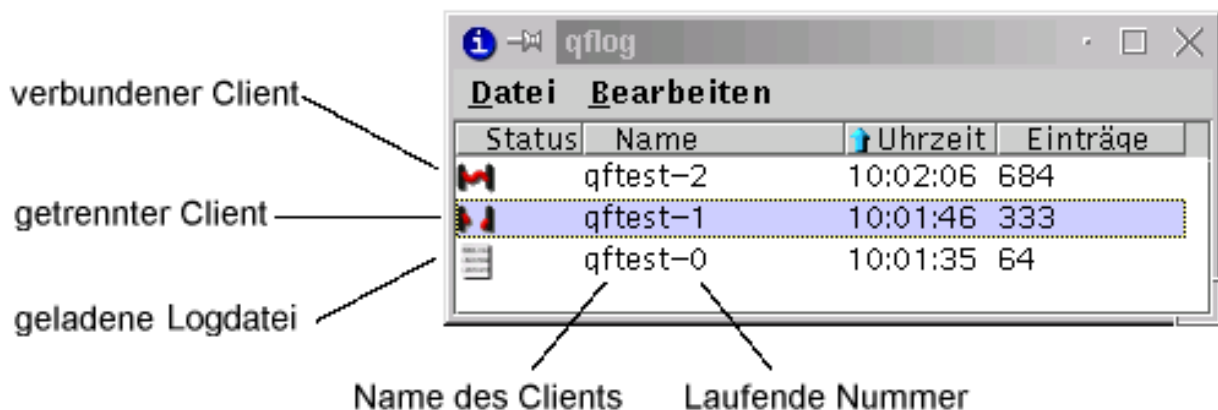 qflog
Datei Bearbeiten
Status Name Uhrzeit Einträge
verbundener Client
qftest-2 10:02:06 684
getrennter Client
qftest-1 10:01:46 333
qftest-0 10:01:35 64
geladene Logdatei
Name des Clients Laufende Nummer